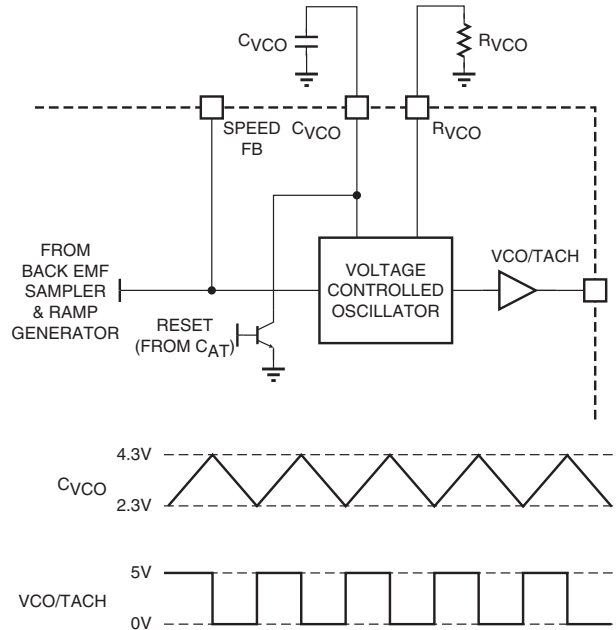 CVCO
RVCO
SPEED
FB
CVCO
RVCO
FROM
BACK EMF
SAMPLER
& RAMP
GENERATOR
RESET
(FROM CAT)
VOLTAGE
CONTROLLED
OSCILLATOR
VCO/TACH
4.3V
CVCO
2.3V
5V
VCO/TACH
0V